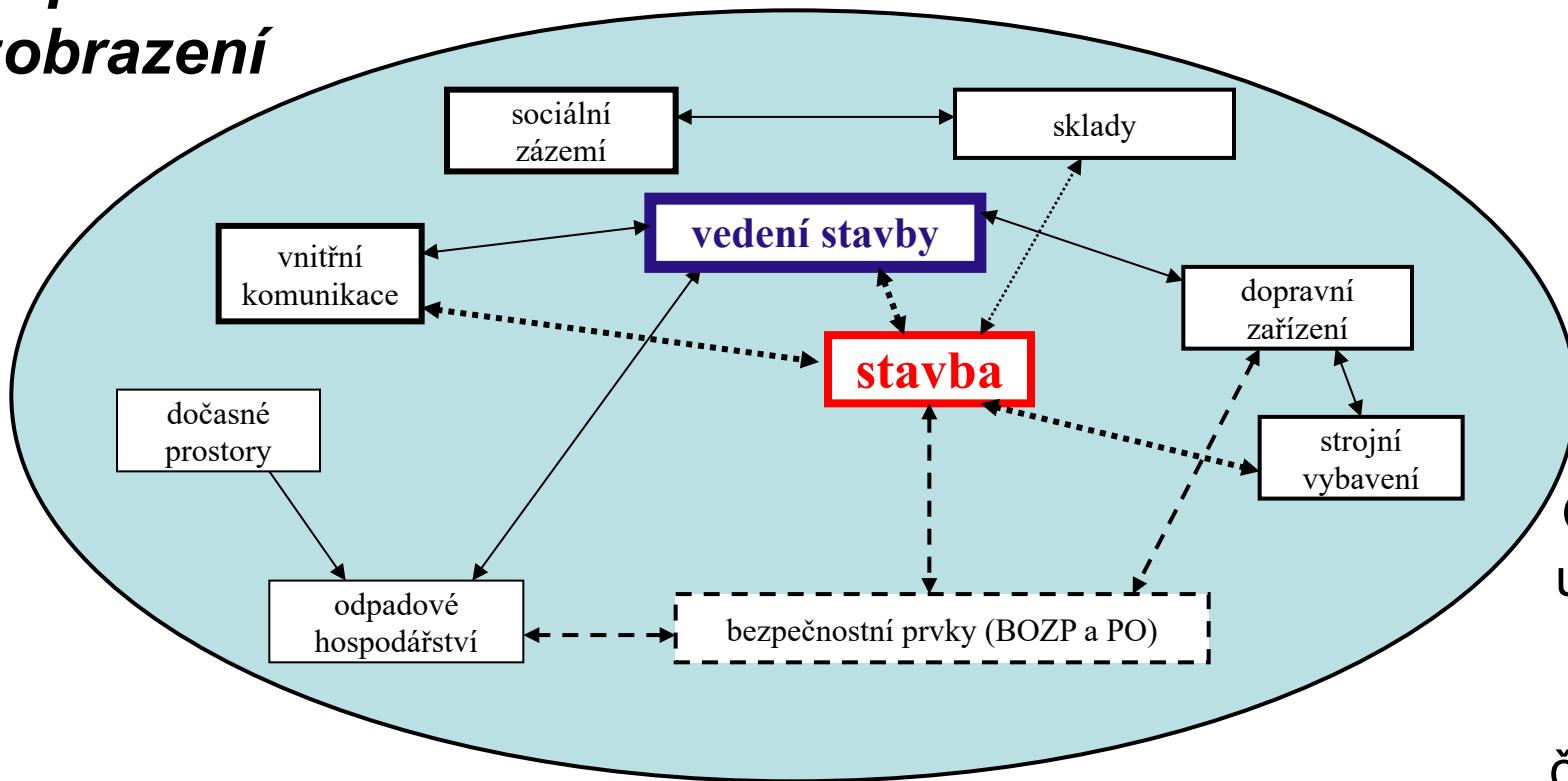 zobrazení
sociální
zázemí
sklady
vedení stavby
vnitřní
komunikace
dopravní
zařízení
stavba
dočasné
prostory
strojní
vybavení
odpadové
hospodářství
bezpečnostní prvky (BOZP a PO)